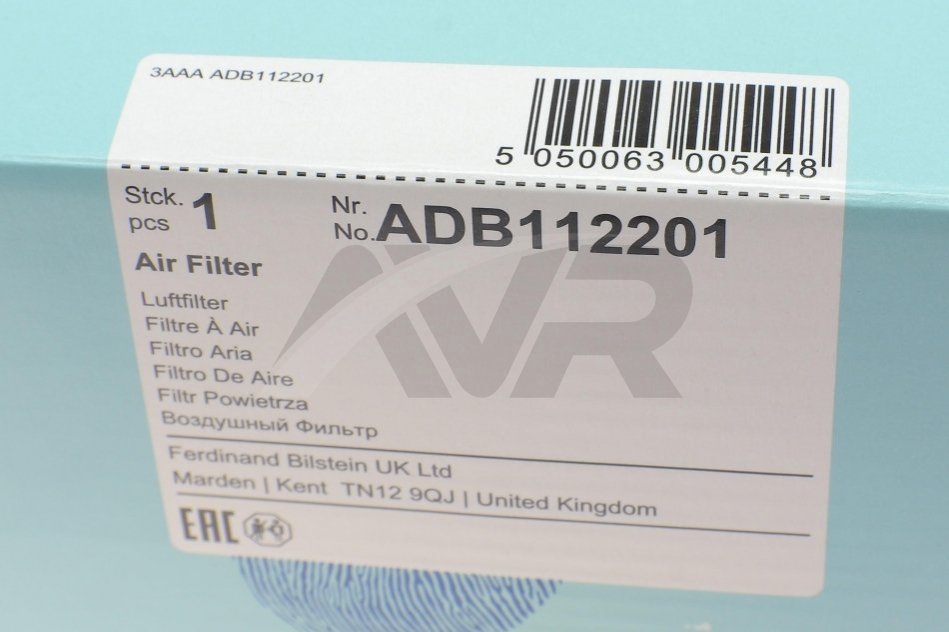 3AAA ADB112201
5 050063 005448
Stck. 1
pcs
Nr.
No. ADB112201
Air Filter
Luftfilter
Filtre À Air
Filtro Aria
Filtro De Aire
Filtr Powietrza
Воздушный Фильтр
Ferdinand Bilstein UK Ltd
Marden | Kent TN12 9QJ | United Kingdom
EAC
AVR